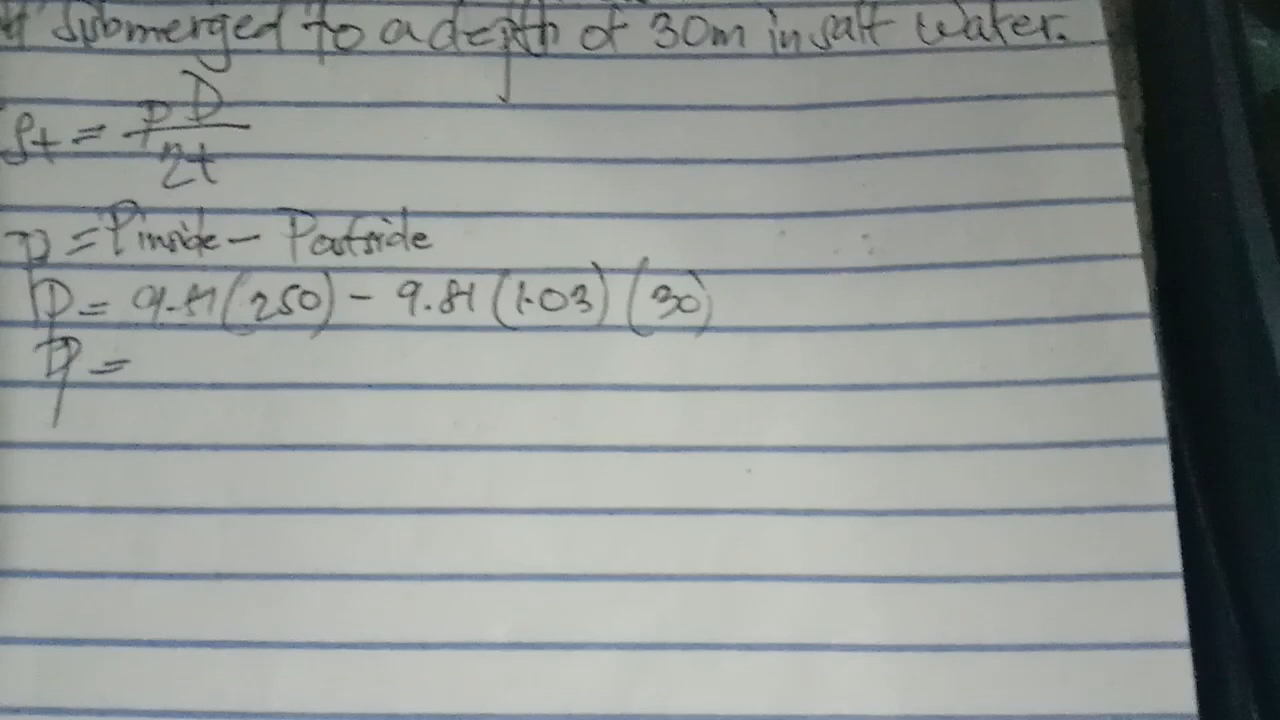 submerged to a depth of 30m in salt water.
St = PD / 2t
P = Pinside - Poutside
P = 9.81 (250) - 9.81 (1.03) (30)
P =